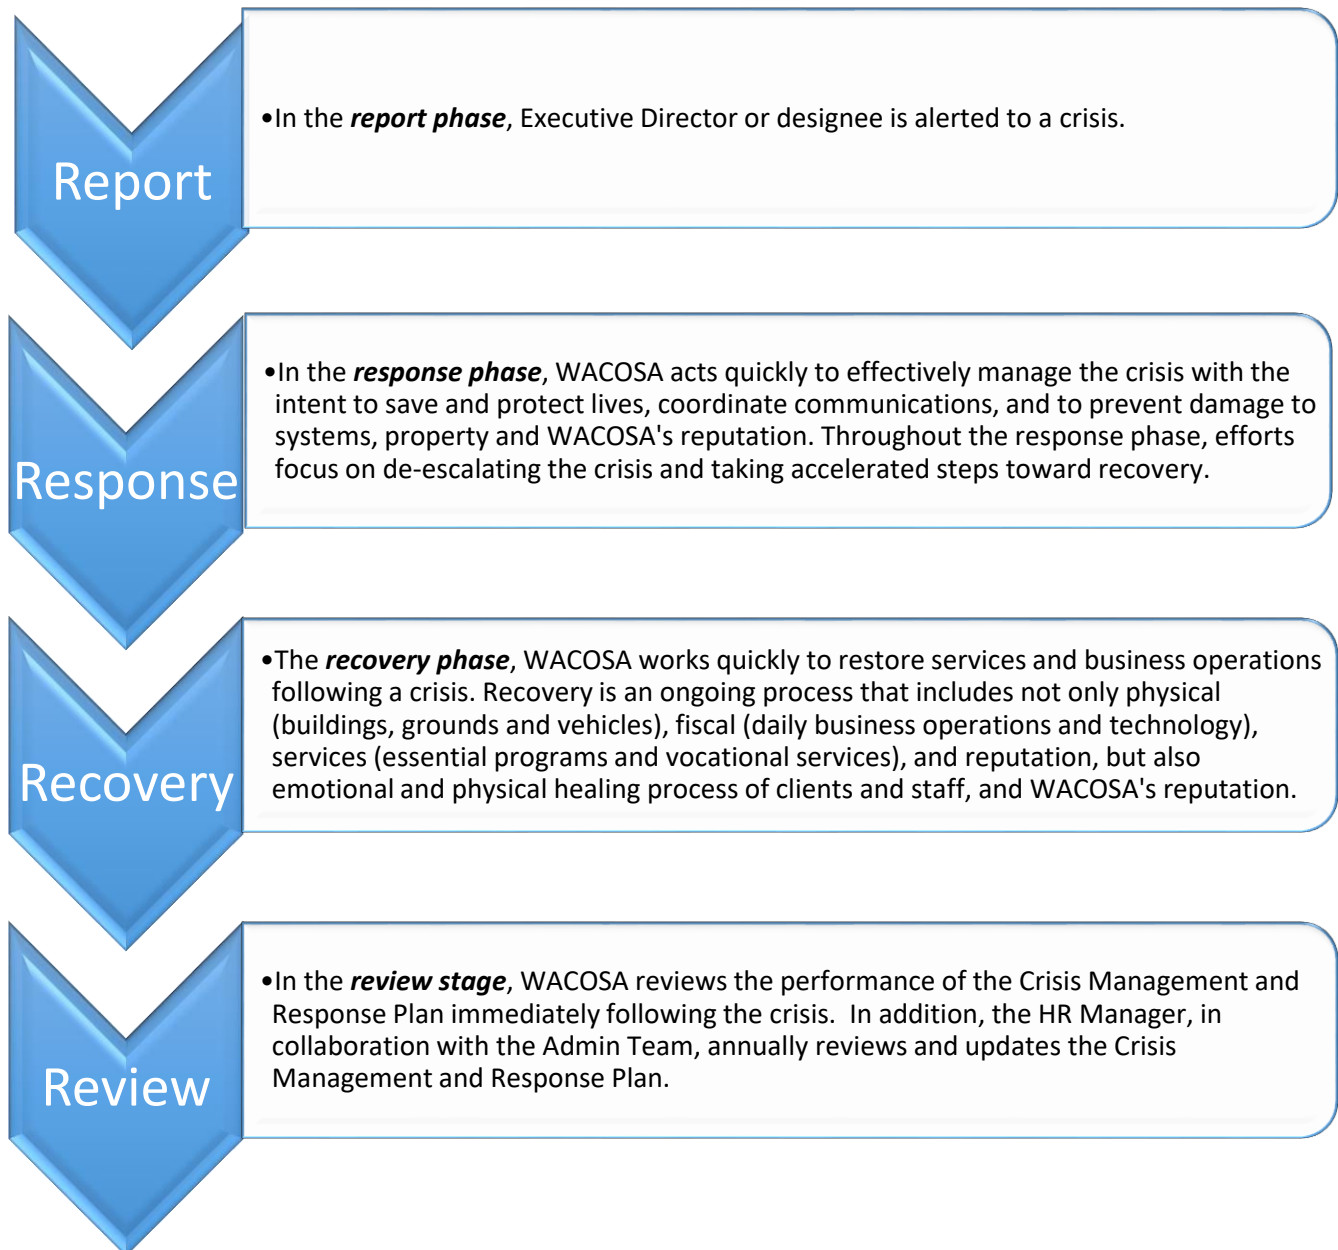 Report
•In the report phase, Executive Director or designee is alerted to a crisis.
Response
•In the response phase, WACOSA acts quickly to effectively manage the crisis with the
intent to save and protect lives, coordinate communications, and to prevent damage to
systems, property and WACOSA's reputation. Throughout the response phase, efforts
focus on de-escalating the crisis and taking accelerated steps toward recovery.
Recovery
•The recovery phase, WACOSA works quickly to restore services and business operations
following a crisis. Recovery is an ongoing process that includes not only physical
(buildings, grounds and vehicles), fiscal (daily business operations and technology),
services (essential programs and vocational services), and reputation, but also
emotional and physical healing process of clients and staff, and WACOSA's reputation.
Review
•In the review stage, WACOSA reviews the performance of the Crisis Management and
Response Plan immediately following the crisis.  In addition, the HR Manager, in
collaboration with the Admin Team, annually reviews and updates the Crisis
Management and Response Plan.